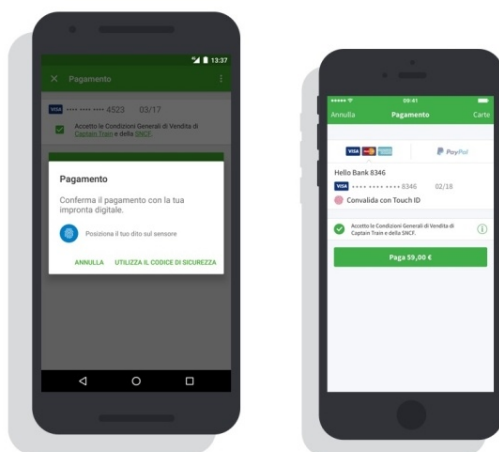 13:37
Pagamento
VISA •••• •••• •••• 4523 03/17
Accetto le Condizioni Generali di Vendita di
Captain Train e della SNCF.
Pagamento
Conferma il pagamento con la tua
impronta digitale.
Posiziona il tuo dito sul sensore
ANNULLA UTILIZZA IL CODICE DI SICUREZZA
09:41
Annulla Pagamento Carte
VISA PayPal
Hello Bank 8346
VISA •••• •••• •••• 8346 02/18
Convalida con Touch ID
Accetto le Condizioni Generali di Vendita di
Captain Train e della SNCF.
Paga 59,00 €